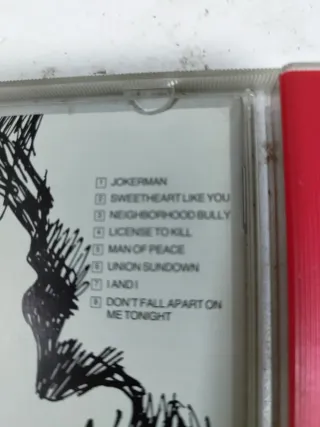 1 JOKERMAN
2 SWEETHEART LIKE YOU
3 NEIGHBORHOOD BULLY
4 LICENSE TO KILL
5 MAN OF PEACE
6 UNION SUNDOWN
7 I AND I
8 DON'T FALL APART ON
ME TONIGHT